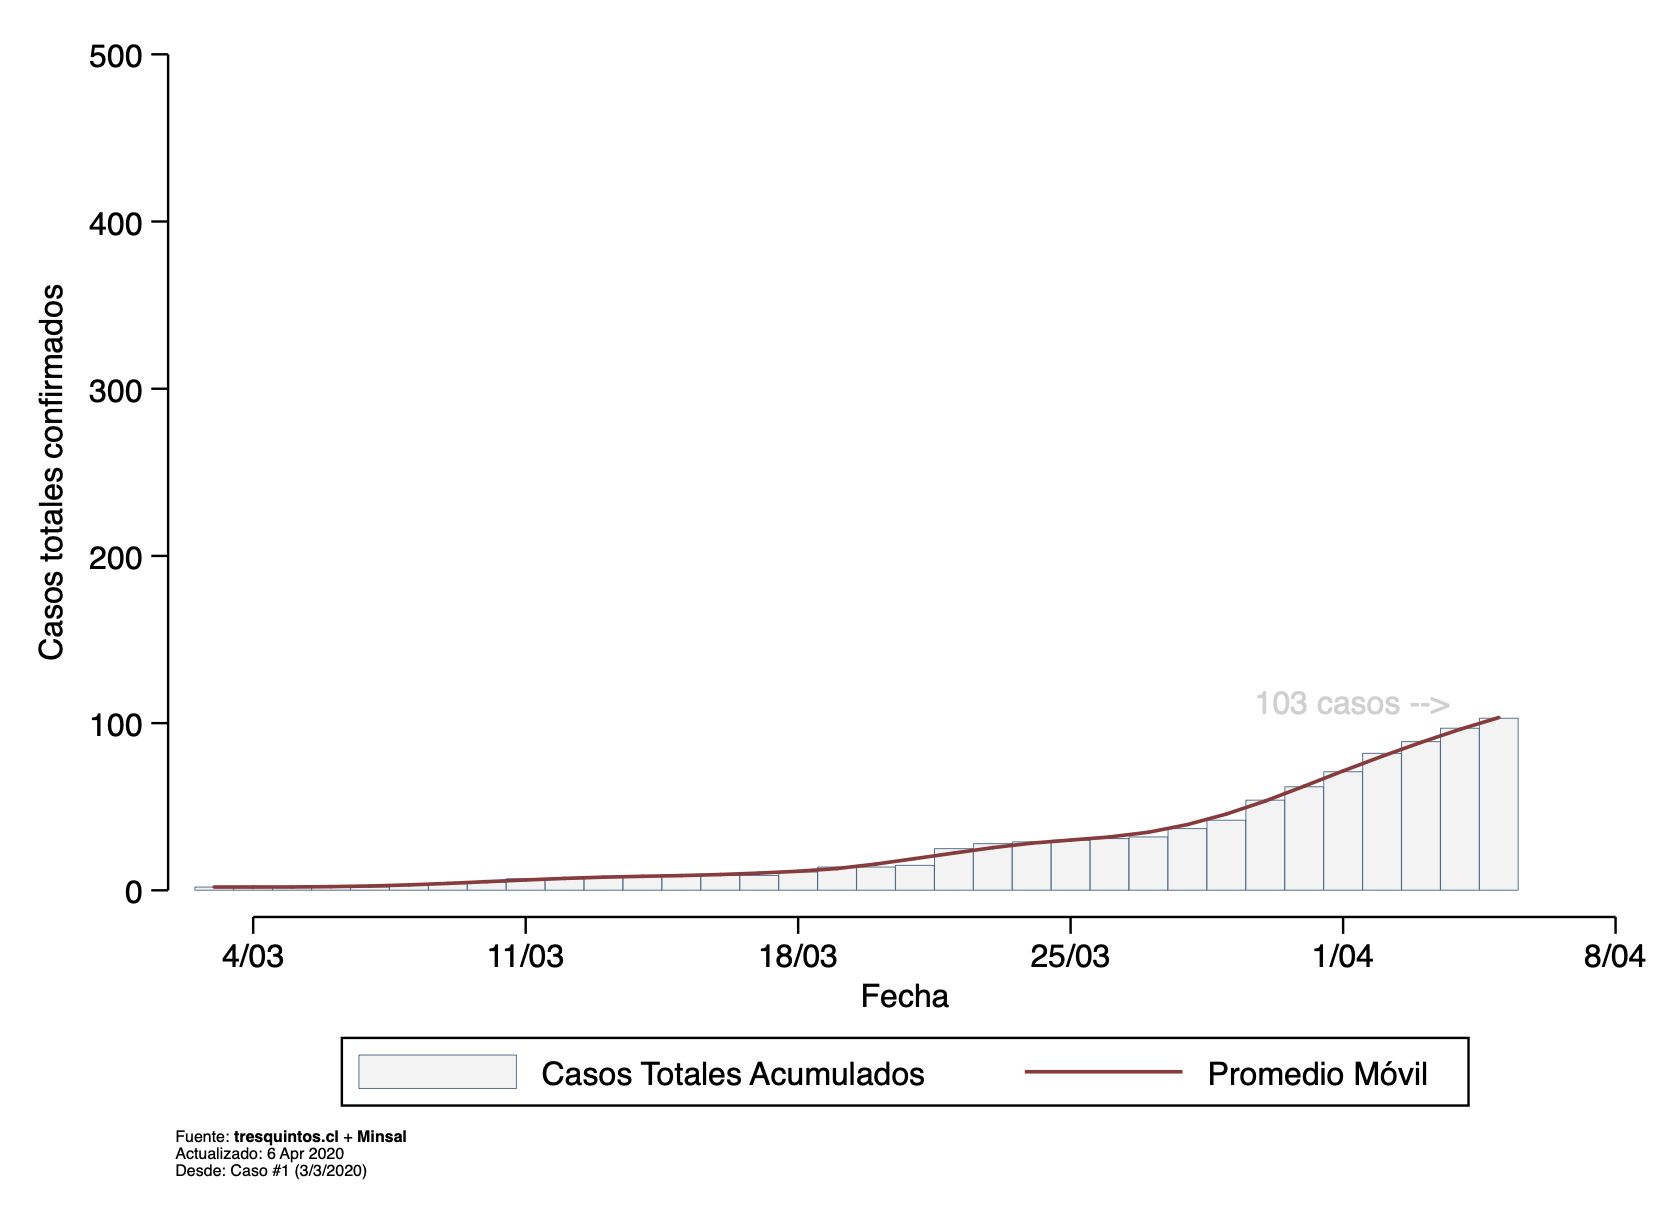 Casos totales confirmados
500
400
300
200
100
0
103 casos -->
4/03
11/03
18/03
25/03
1/04
8/04
Fecha
Casos Totales Acumulados
Promedio Móvil
Fuente: tresquintos.cl + Minsal
Actualizado: 6 Apr 2020
Desde: Caso #1 (3/3/2020)